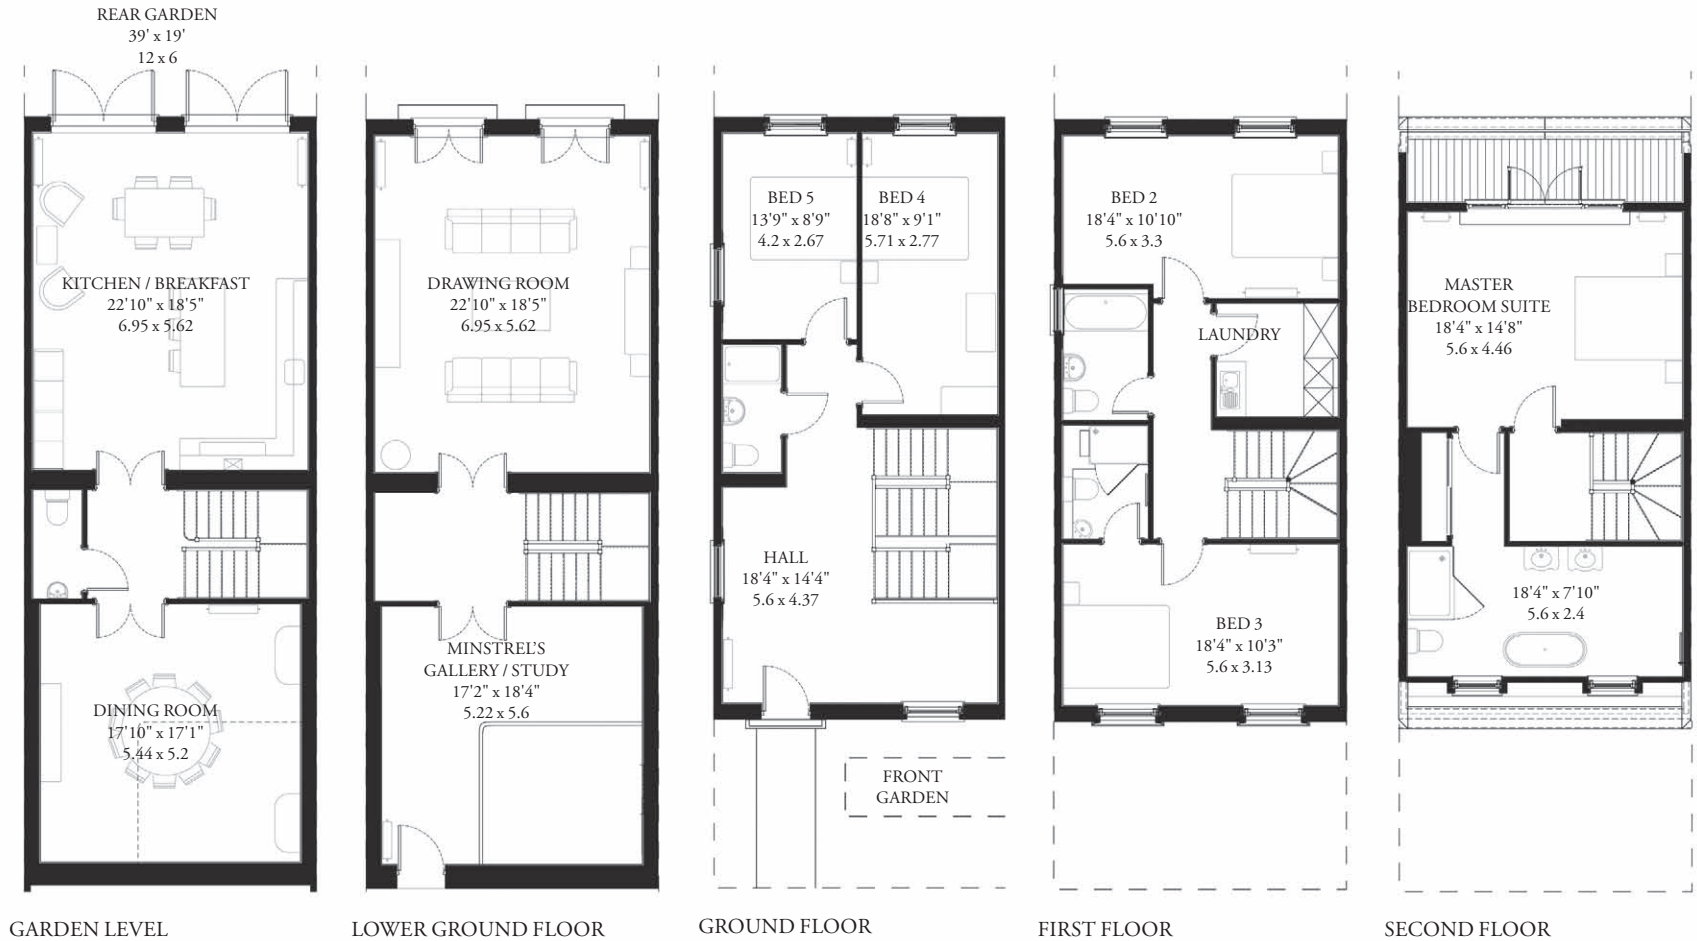 REAR GARDEN
39' x 19'
12 x 6
KITCHEN / BREAKFAST
22'10" x 18'5"
6.95 x 5.62
DINING ROOM
17'10" x 17'1"
5.44 x 5.2
GARDEN LEVEL
DRAWING ROOM
22'10" x 18'5"
6.95 x 5.62
MINSTREL'S
GALLERY / STUDY
17'2" x 18'4"
5.22 x 5.6
LOWER GROUND FLOOR
BED 5
13'9" x 8'9"
4.2 x 2.67
BED 4
18'8" x 9'1"
5.71 x 2.77
HALL
18'4" x 14'4"
5.6 x 4.37
FRONT
GARDEN
GROUND FLOOR
BED 2
18'4" x 10'10"
5.6 x 3.3
LAUNDRY
BED 3
18'4" x 10'3"
5.6 x 3.13
FIRST FLOOR
MASTER
BEDROOM SUITE
18'4" x 14'8"
5.6 x 4.46
18'4" x 7'10"
5.6 x 2.4
SECOND FLOOR